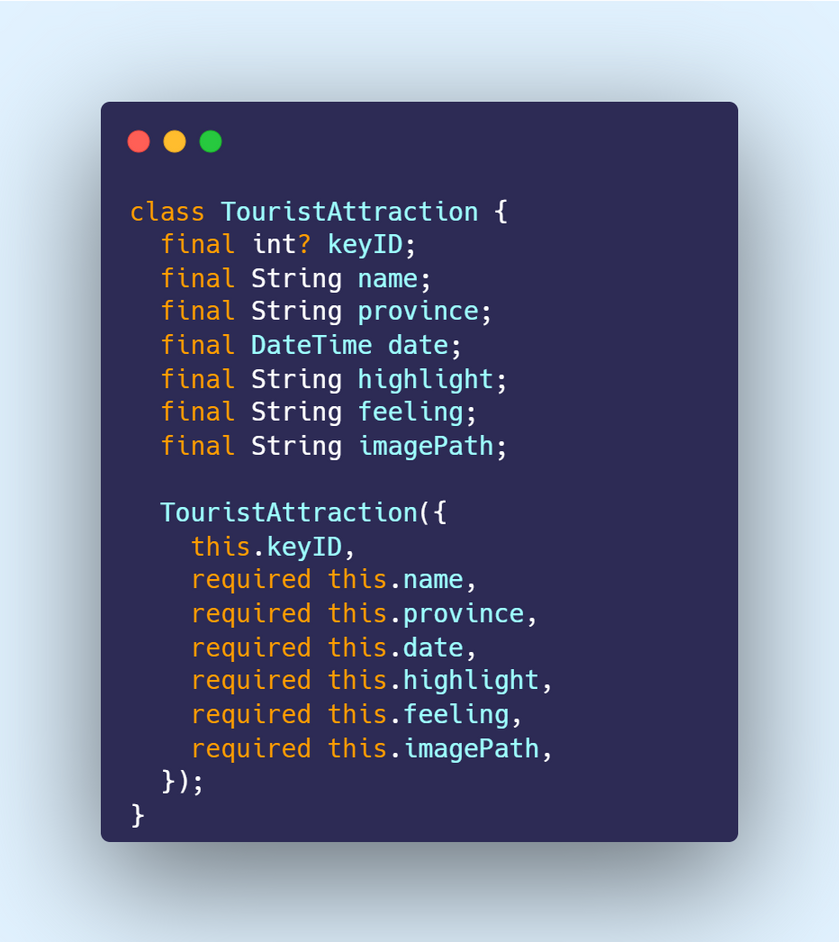 class TouristAttraction {
  final int? keyID;
  final String name;
  final String province;
  final DateTime date;
  final String highlight;
  final String feeling;
  final String imagePath;

  TouristAttraction({
    this.keyID,
    required this.name,
    required this.province,
    required this.date,
    required this.highlight,
    required this.feeling,
    required this.imagePath,
  });
}